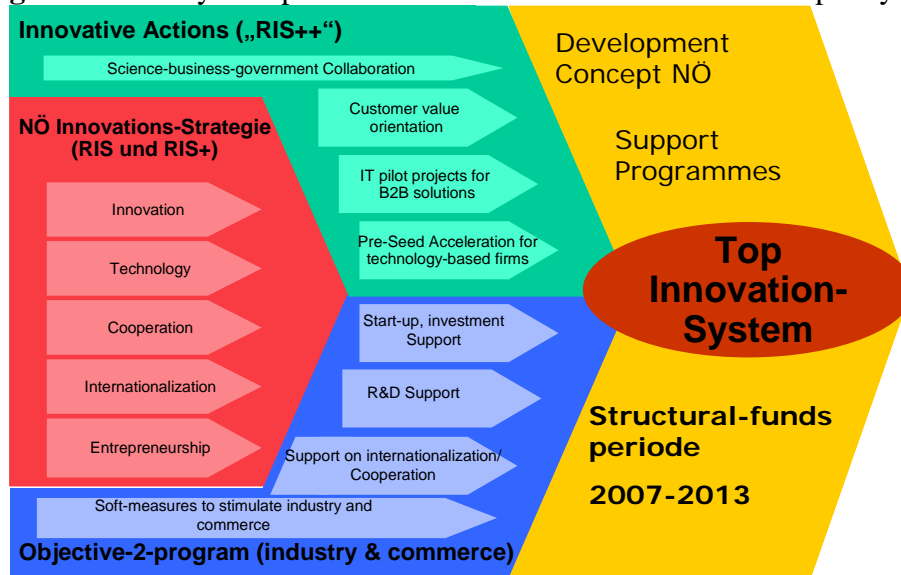 Innovative Actions („RIS++“)
Science-business-government Collaboration
Customer value
orientation
IT pilot projects for
B2B solutions
Pre-Seed Acceleration for
technology-based firms
NÖ Innovations-Strategie
(RIS und RIS+)
Innovation
Technology
Cooperation
Internationalization
Entrepreneurship
Start-up, investment
Support
R&D Support
Support on internationalization/
Cooperation
Soft-measures to stimulate industry and
commerce
Objective-2-program (industry & commerce)
Development
Concept NÖ
Support
Programmes
Top
Innovation-
System
Structural-funds
periode
2007-2013